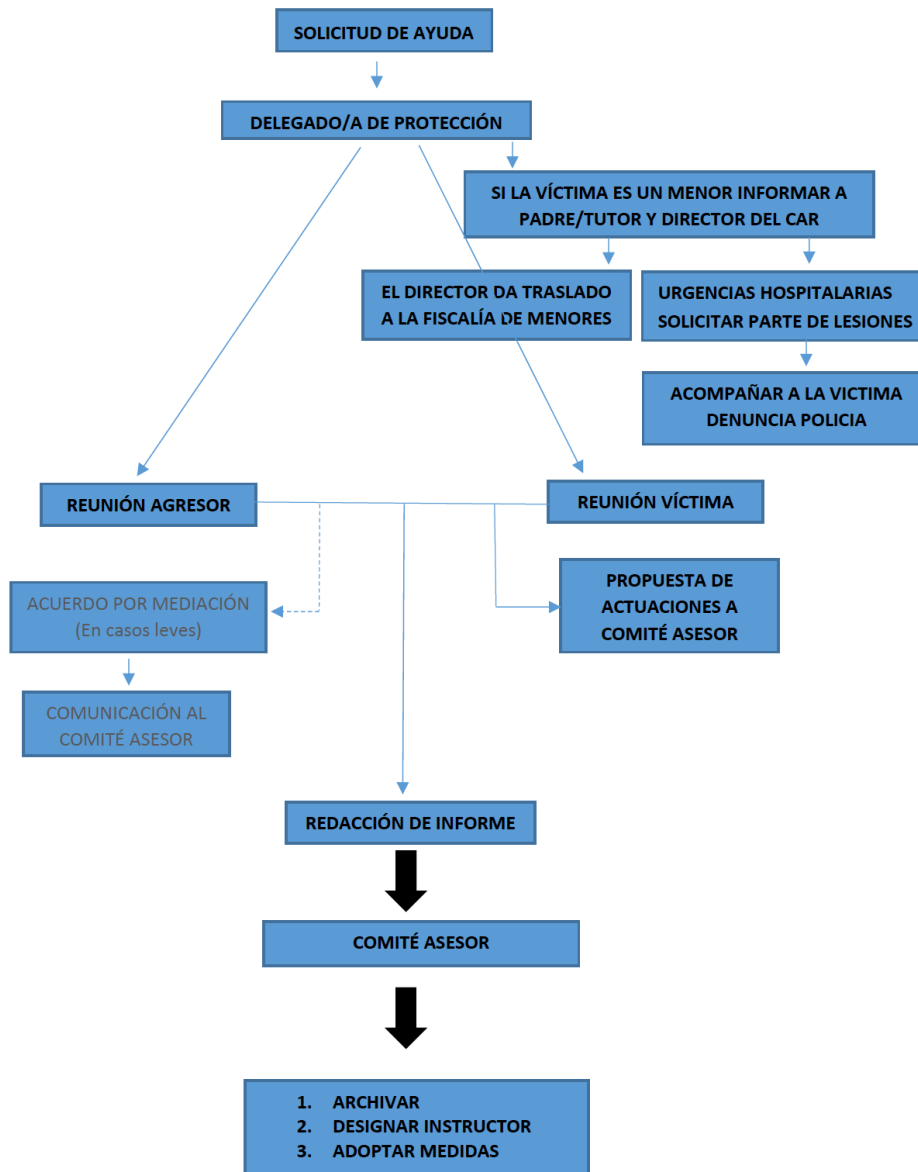 SOLICITUD DE AYUDA
DELEGADO/A DE PROTECCIÓN
SI LA VÍCTIMA ES UN MENOR INFORMAR A
PADRE/TUTOR Y DIRECTOR DEL CAR
EL DIRECTOR DA TRASLADO
A LA FISCALÍA DE MENORES
URGENCIAS HOSPITALARIAS
SOLICITAR PARTE DE LESIONES
ACOMPAÑAR A LA VICTIMA
DENUNCIA POLICIA
REUNIÓN AGRESOR
REUNIÓN VÍCTIMA
ACUERDO POR MEDIACIÓN
(En casos leves)
PROPUESTA DE
ACTUACIONES A
COMITÉ ASESOR
COMUNICACIÓN AL
COMITÉ ASESOR
REDACCIÓN DE INFORME
COMITÉ ASESOR
1. ARCHIVAR
2. DESIGNAR INSTRUCTOR
3. ADOPTAR MEDIDAS